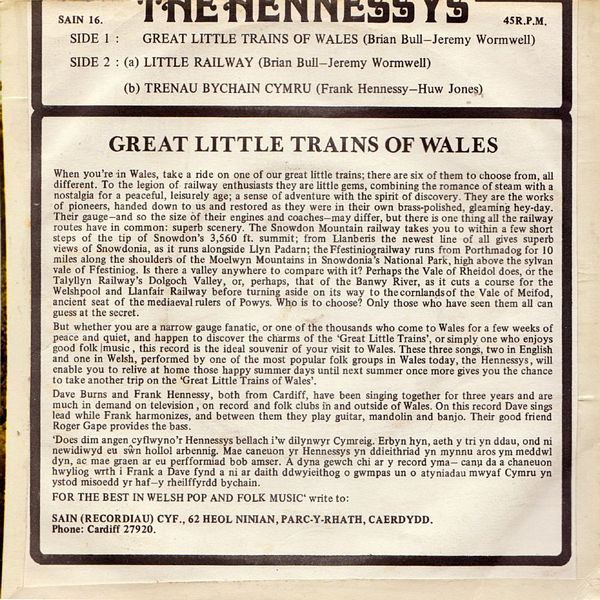 THE HENNESSYS
SAIN 16.
45 R.P.M.
SIDE 1 : GREAT LITTLE TRAINS OF WALES (Brian Bull—Jeremy Wormwell)
SIDE 2 : (a) LITTLE RAILWAY (Brian Bull—Jeremy Wormwell)
(b) TRENAU BYCHAIN CYMRU (Frank Hennessy—Huw Jones)
GREAT LITTLE TRAINS OF WALES
When you're in Wales, take a ride on one of our great little trains; there are six of them to choose from, all
different. To the legion of railway enthusiasts they are little gems, combining the romance of steam with a
nostalgia for a peaceful, leisurely age; a sense of adventure with the spirit of discovery. They are the works
of pioneers, handed down to us and restored as they were in their own brass-polished, gleaming hey-day.
Their gauge—and so the size of their engines and coaches—may differ, but there is one thing all the railway
routes have in common: superb scenery. The Snowdon Mountain railway takes you to within a few short
steps of the tip of Snowdon's 3,560 ft. summit; from Llanberis the newest line of all gives superb
views of Snowdonia, as it runs alongside Llyn Padarn; the Ffestiniograilway runs from Porthmadog for 10
miles along the shoulders of the Moelwyn Mountains in Snowdonia's National Park, high above the sylvan
vale of Ffestiniog. Is there a valley anywhere to compare with it? Perhaps the Vale of Rheidol does, or the
Talyllyn Railway's Dolgoch Valley, or, perhaps, that of the Banwy River, as it cuts a course for the
Welshpool and Llanfair Railway before turning aside on its way to the cornlands of the Vale of Meifod,
ancient seat of the mediaeval rulers of Powys. Who is to choose? Only those who have seen them all can
guess at the secret.
But whether you are a narrow gauge fanatic, or one of the thousands who come to Wales for a few weeks of
peace and quiet, and happen to discover the charms of the 'Great Little Trains', or simply one who enjoys
good folk music , this record is the ideal souvenir of your visit to Wales. These three songs, two in English
and one in Welsh, performed by one of the most popular folk groups in Wales today, the Hennessys, will
enable you to relive at home those happy summer days until next summer once more gives you the chance
to take another trip on the 'Great Little Trains of Wales'.
Dave Burns and Frank Hennessy, both from Cardiff, have been singing together for three years and are
much in demand on television , on record and folk clubs in and outside of Wales. On this record Dave sings
lead while Frank harmonizes, and between them they play guitar, mandolin and banjo. Their good friend
Roger Gape provides the bass.
'Does dim angen cyflwyno'r Hennessys bellach i'w dilynwyr Cymreig. Erbyn hyn, aeth y tri yn ddau, ond ni
newidiwyd eu sŵn hollol arbennig. Mae caneuon yr Hennessys yn ddieithriad yn mynnu aros ym meddwl
dyn, ac mae graen ar eu perfformiad bob amser. A dyna gewch chi ar y record yma— canu da a chaneuon
hwyliog wrth i Frank a Dave fynd a ni ar daith ddwyieithog o gwmpas un o atyniadau mwyaf Cymru yn
ystod misoedd yr haf—y rheilffyrdd bychain.
FOR THE BEST IN WELSH POP AND FOLK MUSIC' write to:
SAIN (RECORDIAU) CYF., 62 HEOL NINIAN, PARC-Y-RHATH, CAERDYDD.
Phone: Cardiff 27920.